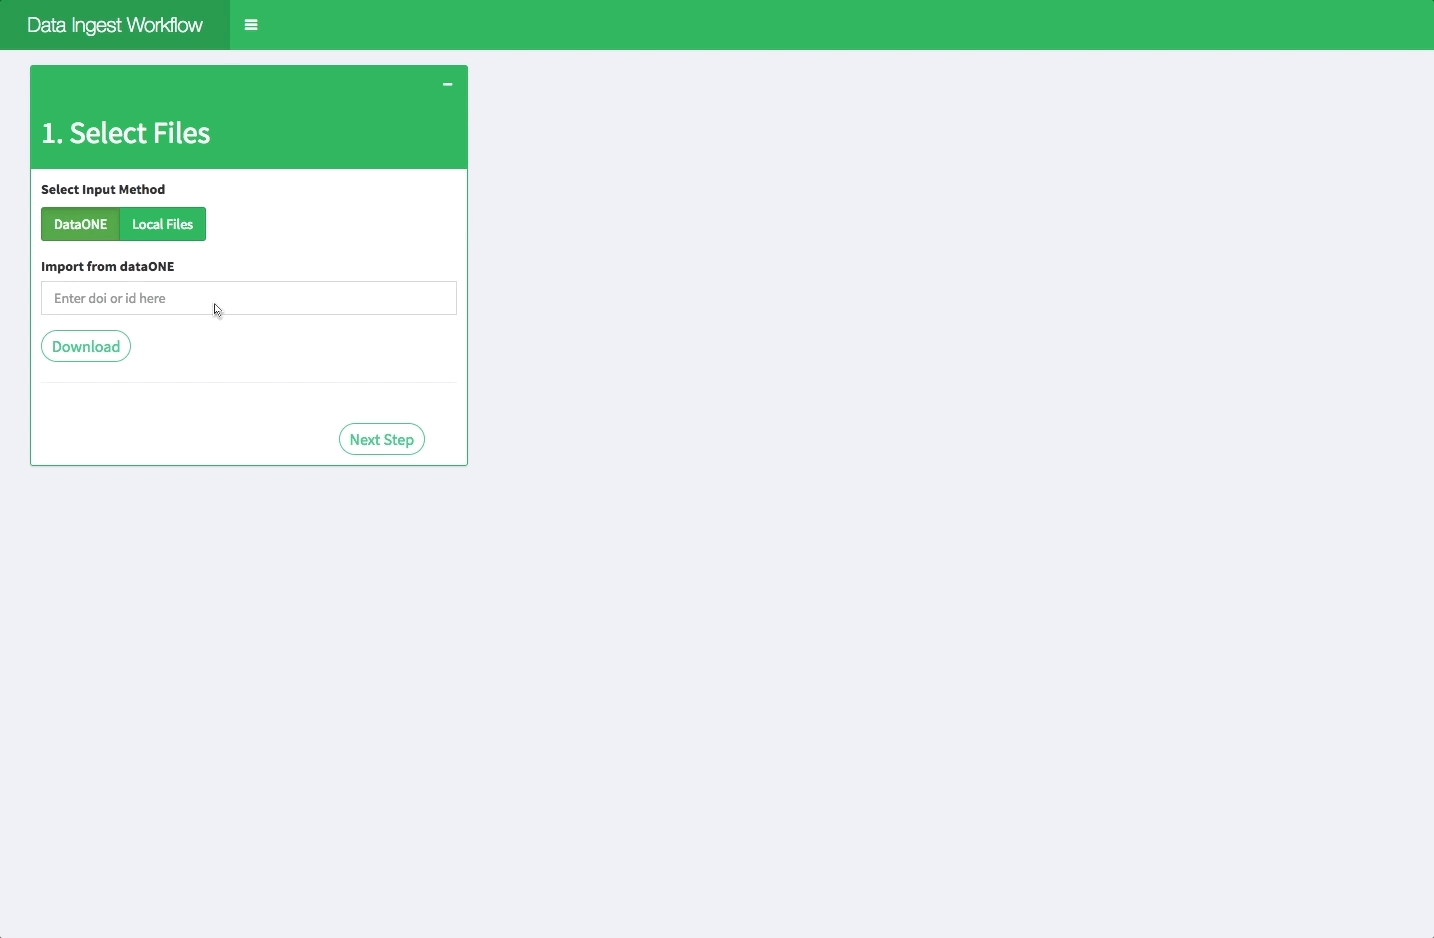 Data Ingest Workflow
1. Select Files
Select Input Method
DataONE Local Files
Import from dataONE
Enter doi or id here
Download
Next Step